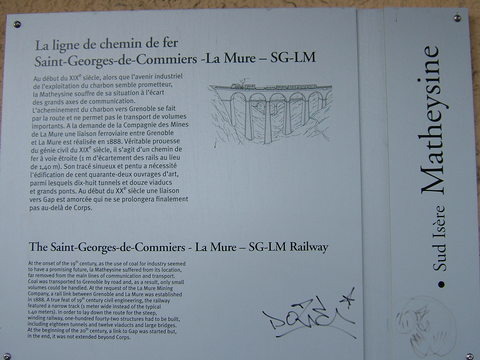 La ligne de chemin de fer
Saint-Georges-de-Commiers -La Mure – SG-LM
Au début du XIXe siècle, alors que l'avenir industriel
de l'exploitation du charbon semble prometteur,
la Matheysine souffre de sa situation à l'écart
des grands axes de communication.
L'acheminement du charbon vers Grenoble se fait
par la route et ne permet pas le transport de volumes
importants. A la demande de la Compagnie des Mines
de La Mure une liaison ferroviaire entre Grenoble
et La Mure est réalisée en 1888. Véritable prouesse
du génie civil du XIXe siècle, il s'agit d'un chemin de
fer à voie étroite (1 m d'écartement des rails au lieu
de 1,40 m). Son tracé sinueux et pentu a nécessité
l'édification de cent quarante-deux ouvrages d'art,
parmi lesquels dix-huit tunnels et douze viaducs
et grands ponts. Au début du XXe siècle une liaison
vers Gap est amorcée qui ne se prolongera finalement
pas au-delà de Corps.
The Saint-Georges-de-Commiers - La Mure – SG-LM Railway
At the onset of the 19th century, as the use of coal for industry seemed
to have a promising future, la Matheysine suffered from its location,
far removed from the main lines of communication and transport.
Coal was transported to Grenoble by road and, as a result, only small
volumes could be handled. At the request of the La Mure Mining
Company, a rail link between Grenoble and La Mure was established
in 1888. A true feat of 19th century civil engineering, the railway
featured a narrow track (1 meter wide instead of the typical
1.40 meters). In order to lay down the route for the steep,
winding railway, one-hundred fourty-two structures had to be built,
including eighteen tunnels and twelve viaducts and large bridges.
At the beginning of the 20th century, a link to Gap was started but,
in the end, it was not extended beyond Corps.
• Sud Isère Matheysine